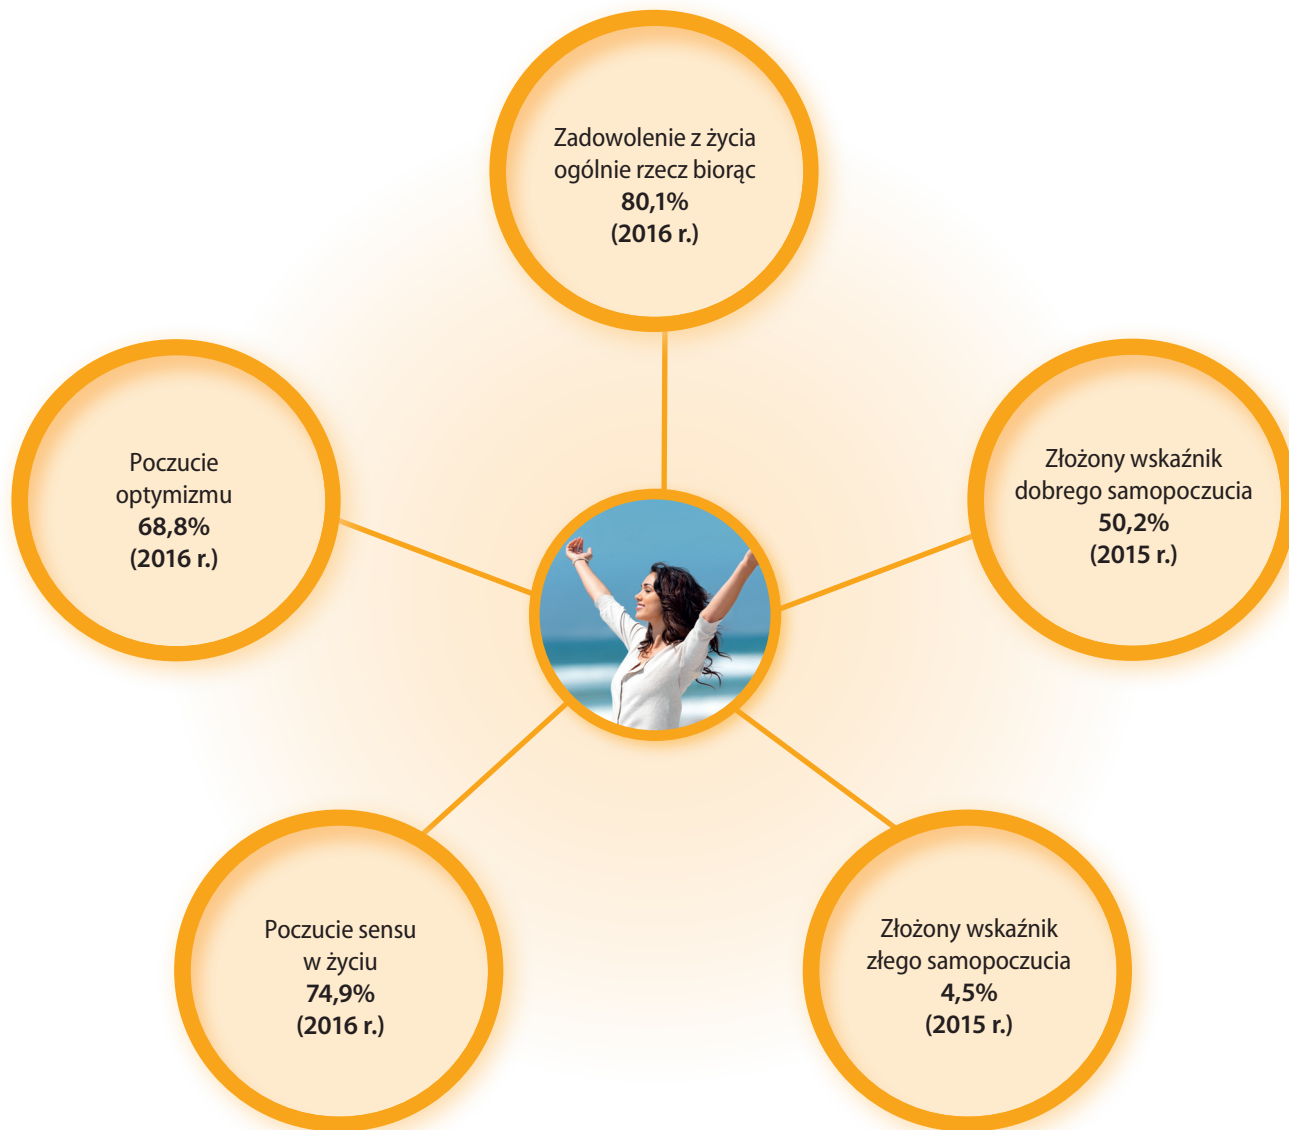 Zadowolenie z życia
ogólnie rzecz biorąc
80,1%
(2016 r.)
Poczucie
optymizmu
68,8%
(2016 r.)
Złożony wskaźnik
dobrego samopoczucia
50,2%
(2015 r.)
Poczucie sensu
w życiu
74,9%
(2016 r.)
Złożony wskaźnik
złego samopoczucia
4,5%
(2015 r.)